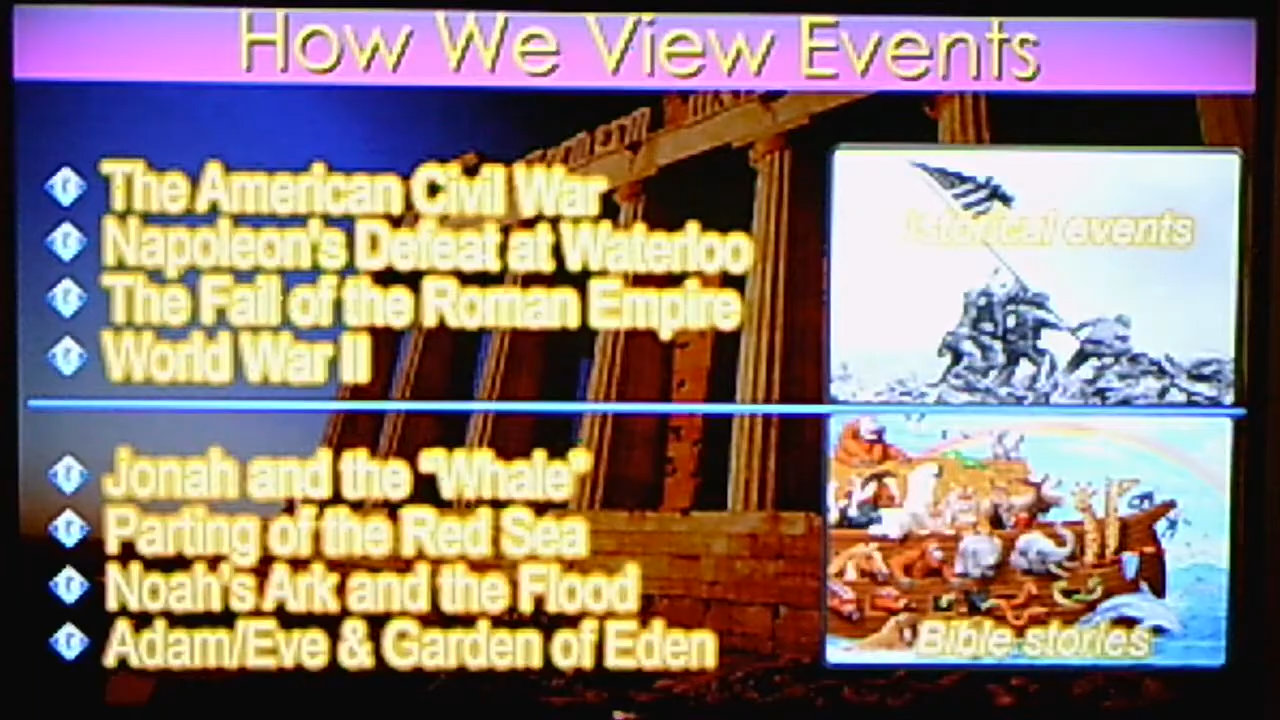 How We View Events
The American Civil War
Napoleon's Defeat at Waterloo
The Fall of the Roman Empire
World War II
istorical events
Jonah and the "Whale"
Parting of the Red Sea
Noah's Ark and the Flood
Adam/Eve & Garden of Eden
Bible stories